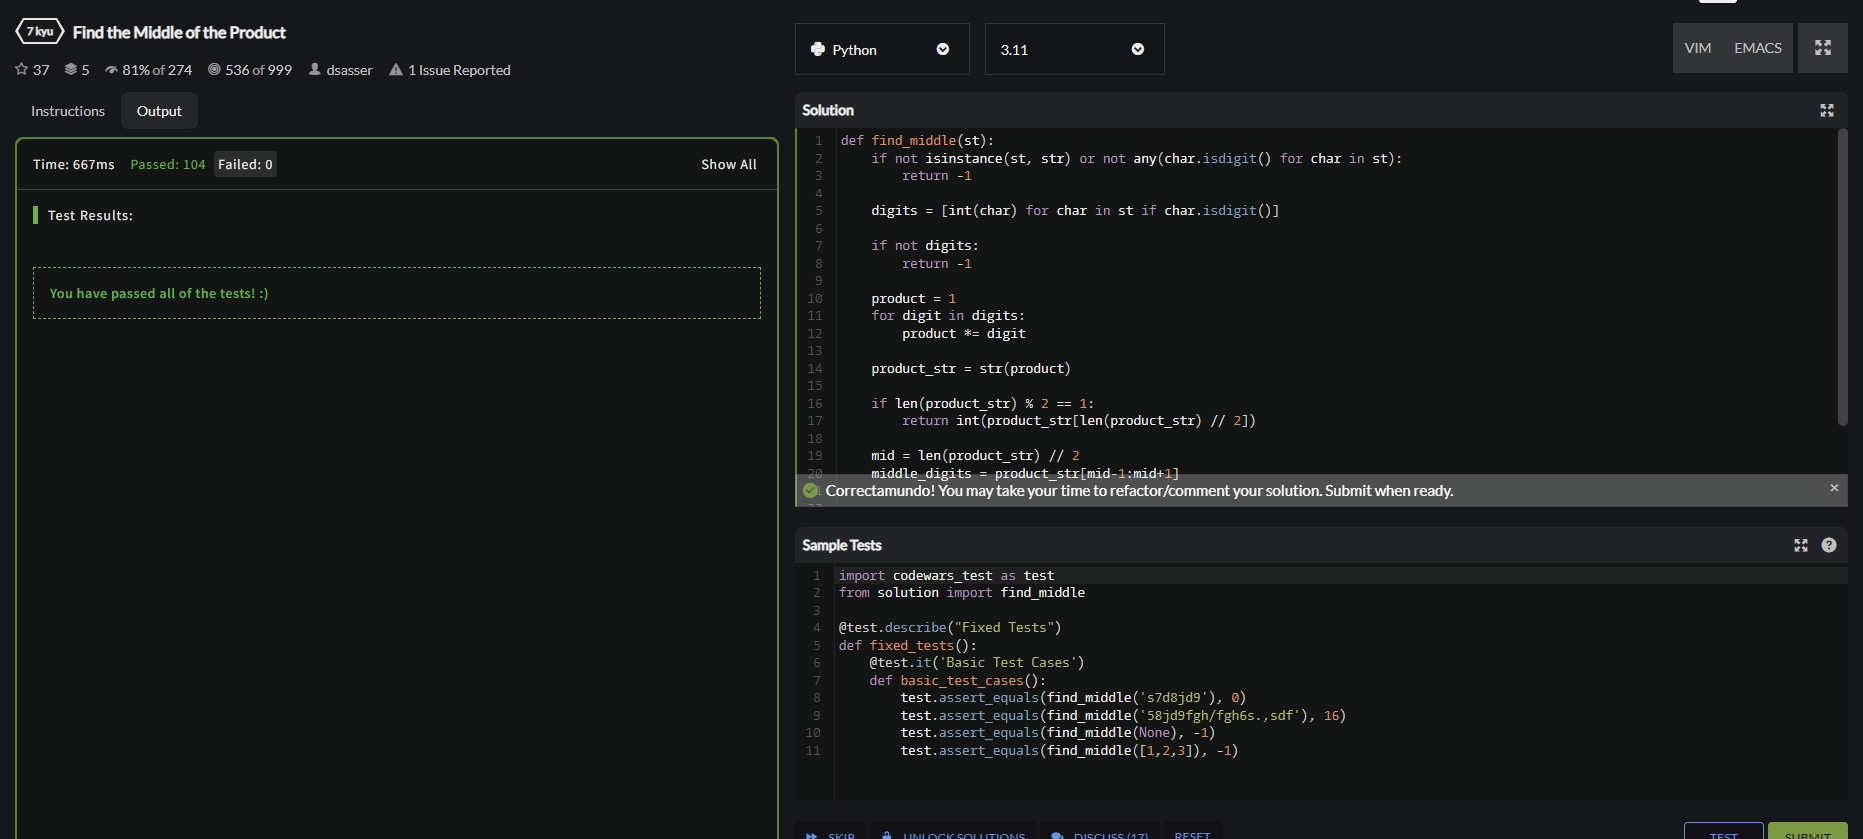 7 kyu Find the Middle of the Product
37 5 81% of 274 536 of 999 dsasser 1 Issue Reported
Instructions Output
Time: 667ms Passed: 104 Failed: 0 Show All
Test Results:
You have passed all of the tests! :)
Python 3.11 VIM EMACS
Solution
1 def find_middle(st):
2 if not isinstance(st, str) or not any(char.isdigit() for char in st):
3 return -1
4
5 digits = [int(char) for char in st if char.isdigit()]
6
7 if not digits:
8 return -1
9
10 product = 1
11 for digit in digits:
12 product *= digit
13
14 product_str = str(product)
15
16 if len(product_str) % 2 == 1:
17 return int(product_str[len(product_str) // 2])
18
19 mid = len(product_str) // 2
20 middle_digits = product_str[mid-1:mid+1]
Correctamundo! You may take your time to refactor/comment your solution. Submit when ready. ×
Sample Tests ?
1 import codewars_test as test
2 from solution import find_middle
3
4 @test.describe("Fixed Tests")
5 def fixed_tests():
6 @test.it('Basic Test Cases')
7 def basic_test_cases():
8 test.assert_equals(find_middle('s7d8jd9'), 0)
9 test.assert_equals(find_middle('58jd9fgh/fgh6s.,sdf'), 16)
10 test.assert_equals(find_middle(None), -1)
11 test.assert_equals(find_middle([1,2,3]), -1)
SKIP UNLOCK SOLUTIONS DISCUSS (17) RESET TEST SUBMIT